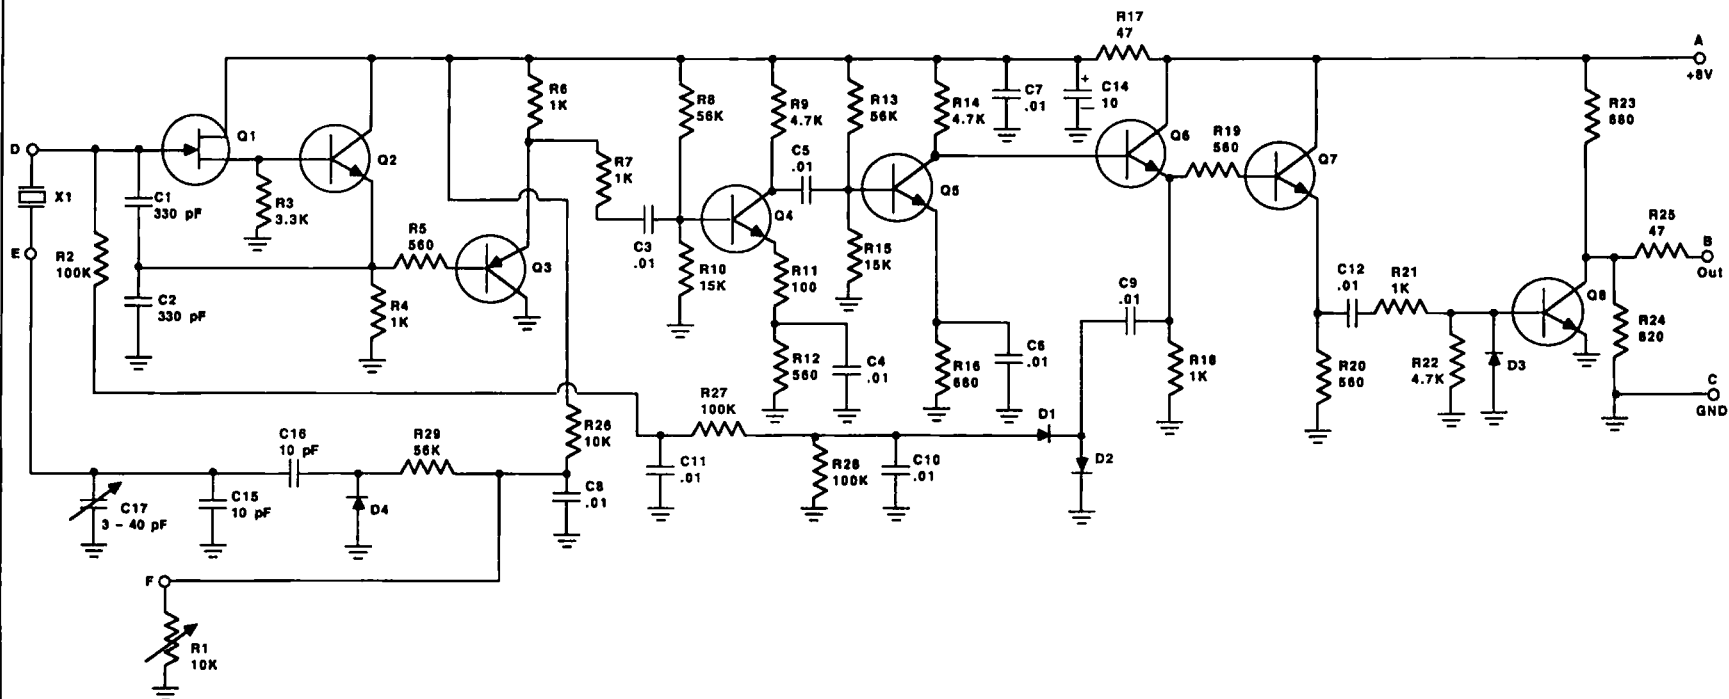 R17
47
A
+8V
R6
1K
R8
56K
R9
4.7K
R13
56K
R14
4.7K
C7
.01
+
C14
10
R23
680
Q1
D
Q2
R7
1K
C5
.01
Q6
R19
560
Q7
X1
C1
330 pF
R3
3.3K
Q5
Q4
R25
47
B
Out
E
R2
100K
R5
560
Q3
C3
.01
R10
15K
R11
100
R15
15K
C2
330 pF
R4
1K
C9
.01
C12
.01
R21
1K
Q8
R24
820
R12
560
C4
.01
R16
680
C6
.01
R18
1K
R20
560
R22
4.7K
D3
C
GND
R27
100K
D1
R26
10K
C16
10 pF
R29
56K
C11
.01
R28
100K
C10
.01
D2
C8
.01
C17
3 - 40 pF
C15
10 pF
D4
F
R1
10K